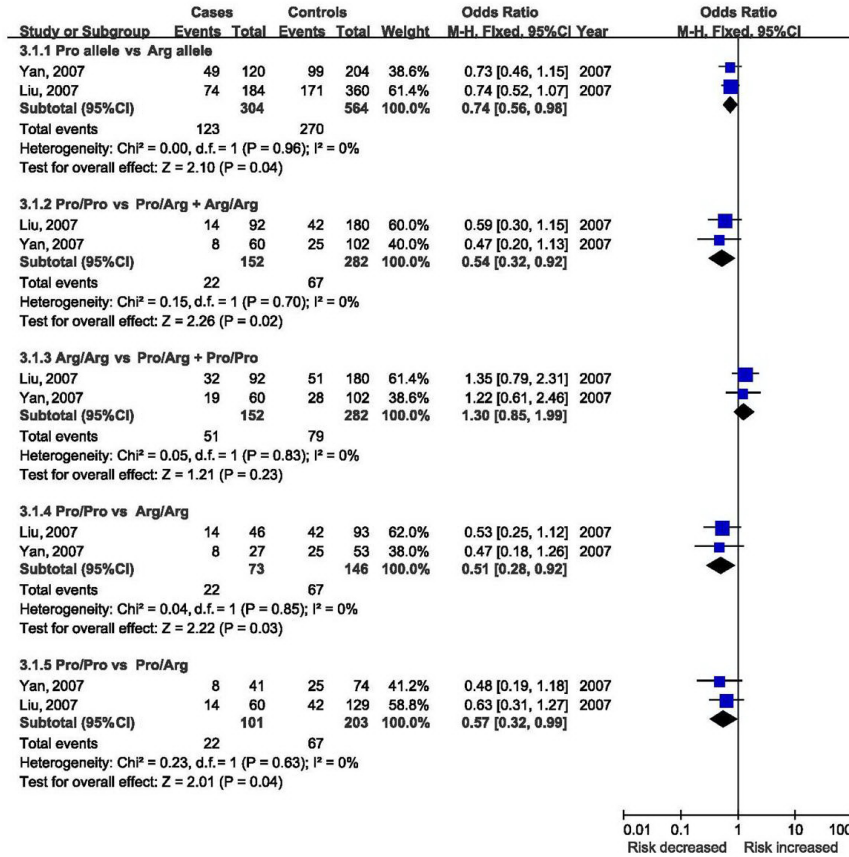 Cases Controls Odds Ratio Odds Ratio
Study or Subgroup Events Total Events Total Weight M-H. Fixed. 95%CI Year M-H. Fixed. 95%CI
3.1.1 Pro allele vs Arg allele
Yan, 2007 49 120 99 204 38.6% 0.73 [0.46, 1.15] 2007
Liu, 2007 74 184 171 360 61.4% 0.74 [0.52, 1.07] 2007
Subtotal (95%CI) 304 564 100.0% 0.74 [0.56, 0.98]
Total events 123 270
Heterogeneity: Chi² = 0.00, d.f. = 1 (P = 0.96); I² = 0%
Test for overall effect: Z = 2.10 (P = 0.04)
3.1.2 Pro/Pro vs Pro/Arg + Arg/Arg
Liu, 2007 14 92 42 180 60.0% 0.59 [0.30, 1.15] 2007
Yan, 2007 8 60 25 102 40.0% 0.47 [0.20, 1.13] 2007
Subtotal (95%CI) 152 282 100.0% 0.54 [0.32, 0.92]
Total events 22 67
Heterogeneity: Chi² = 0.15, d.f. = 1 (P = 0.70); I² = 0%
Test for overall effect: Z = 2.26 (P = 0.02)
3.1.3 Arg/Arg vs Pro/Arg + Pro/Pro
Liu, 2007 32 92 51 180 61.4% 1.35 [0.79, 2.31] 2007
Yan, 2007 19 60 28 102 38.6% 1.22 [0.61, 2.46] 2007
Subtotal (95%CI) 152 282 100.0% 1.30 [0.85, 1.99]
Total events 51 79
Heterogeneity: Chi² = 0.05, d.f. = 1 (P = 0.83); I² = 0%
Test for overall effect: Z = 1.21 (P = 0.23)
3.1.4 Pro/Pro vs Arg/Arg
Liu, 2007 14 46 42 93 62.0% 0.53 [0.25, 1.12] 2007
Yan, 2007 8 27 25 53 38.0% 0.47 [0.18, 1.26] 2007
Subtotal (95%CI) 73 146 100.0% 0.51 [0.28, 0.92]
Total events 22 67
Heterogeneity: Chi² = 0.04, d.f. = 1 (P = 0.85); I² = 0%
Test for overall effect: Z = 2.22 (P = 0.03)
3.1.5 Pro/Pro vs Pro/Arg
Yan, 2007 8 41 25 74 41.2% 0.48 [0.19, 1.18] 2007
Liu, 2007 14 60 42 129 58.8% 0.63 [0.31, 1.27] 2007
Subtotal (95%CI) 101 203 100.0% 0.57 [0.32, 0.99]
Total events 22 67
Heterogeneity: Chi² = 0.23, d.f. = 1 (P = 0.63); I² = 0%
Test for overall effect: Z = 2.01 (P = 0.04)
0.01 0.1 1 10 100
Risk decreased Risk increased